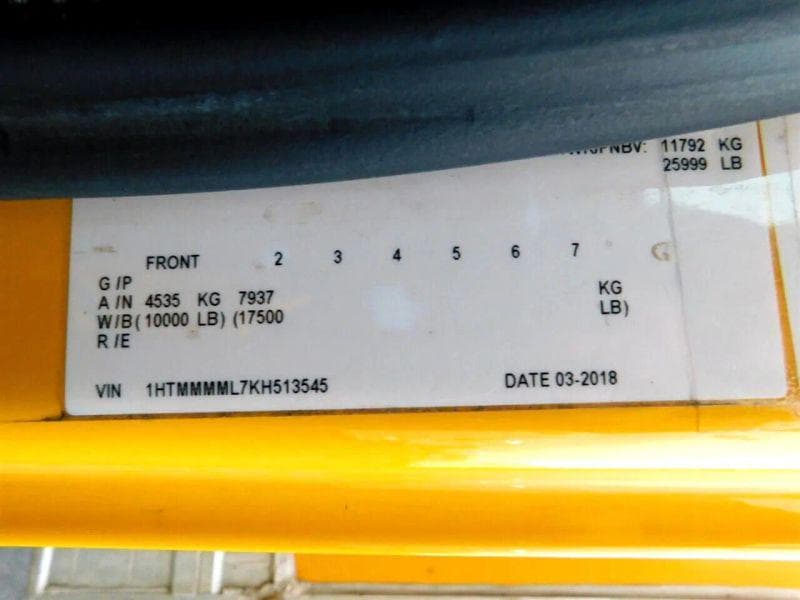 11792 KG
25999 LB
FRONT 2 3 4 5 6 7
G /P
A /N 4535 KG 7937 KG
W/B( 10000 LB) (17500 LB)
R /E
VIN 1HTMMMML7KH513545 DATE 03-2018